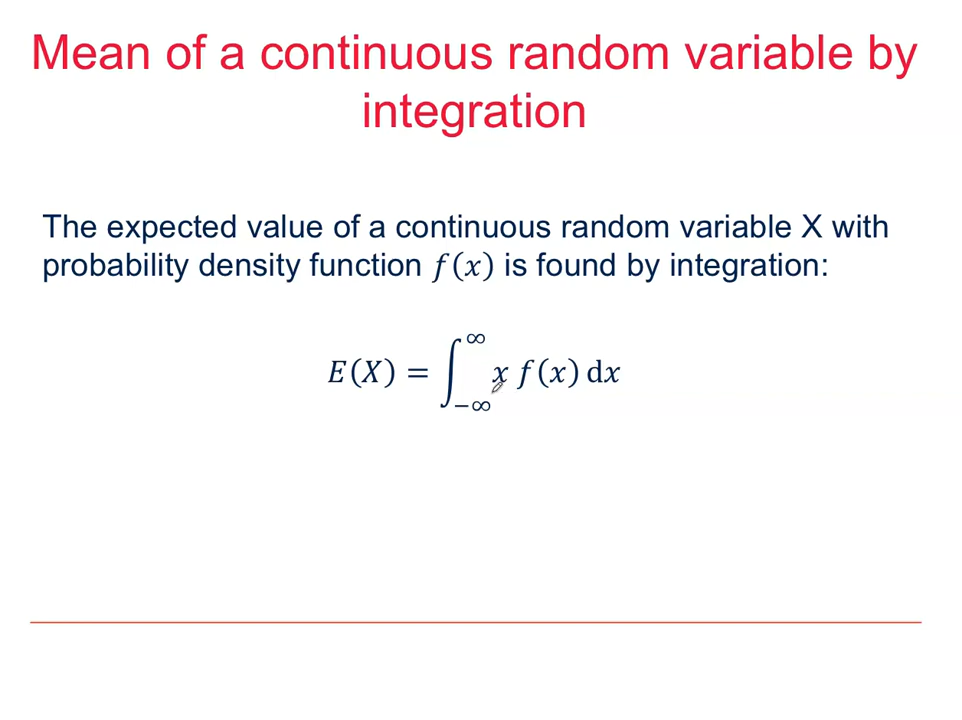 Mean of a continuous random variable by
integration
The expected value of a continuous random variable X with
probability density function f(x) is found by integration:
E(X) = ∫_{−∞}^{∞} x f(x) dx